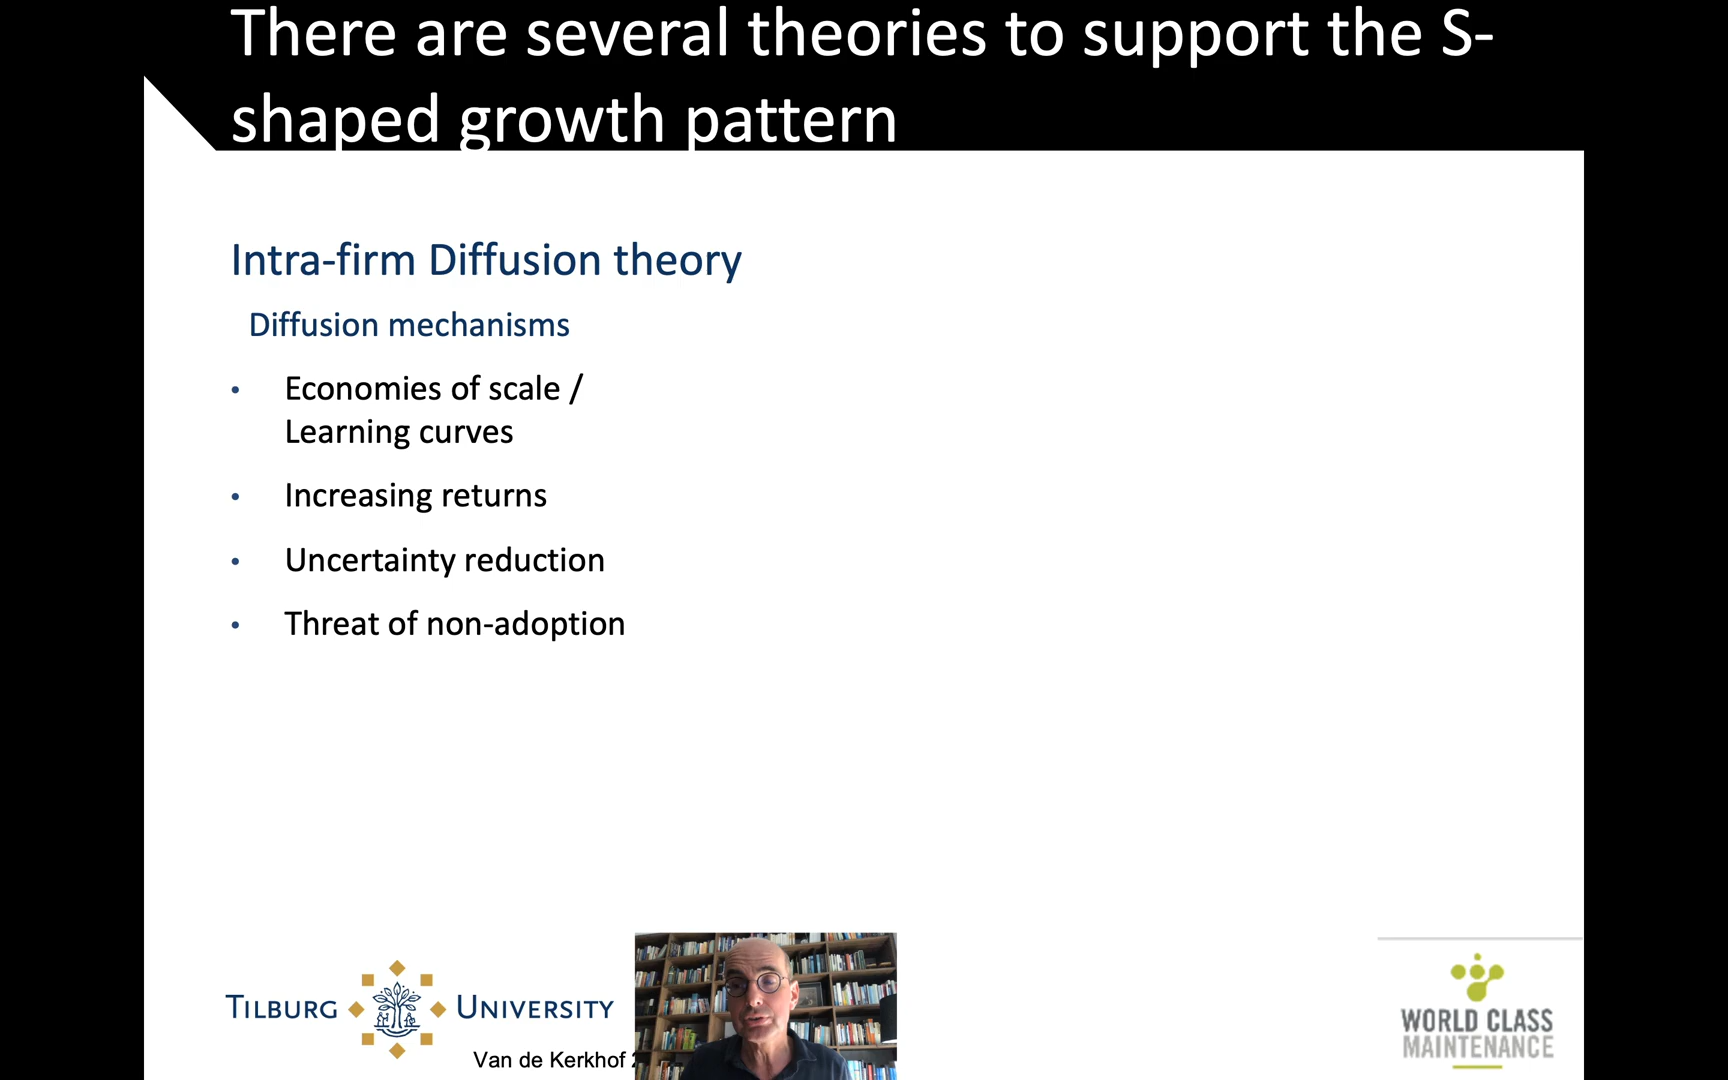 There are several theories to support the S-
shaped growth pattern
Intra-firm Diffusion theory
Diffusion mechanisms
• Economies of scale /
Learning curves
• Increasing returns
• Uncertainty reduction
• Threat of non-adoption
TILBURG UNIVERSITY
Van de Kerkhof
WORLD CLASS
MAINTENANCE